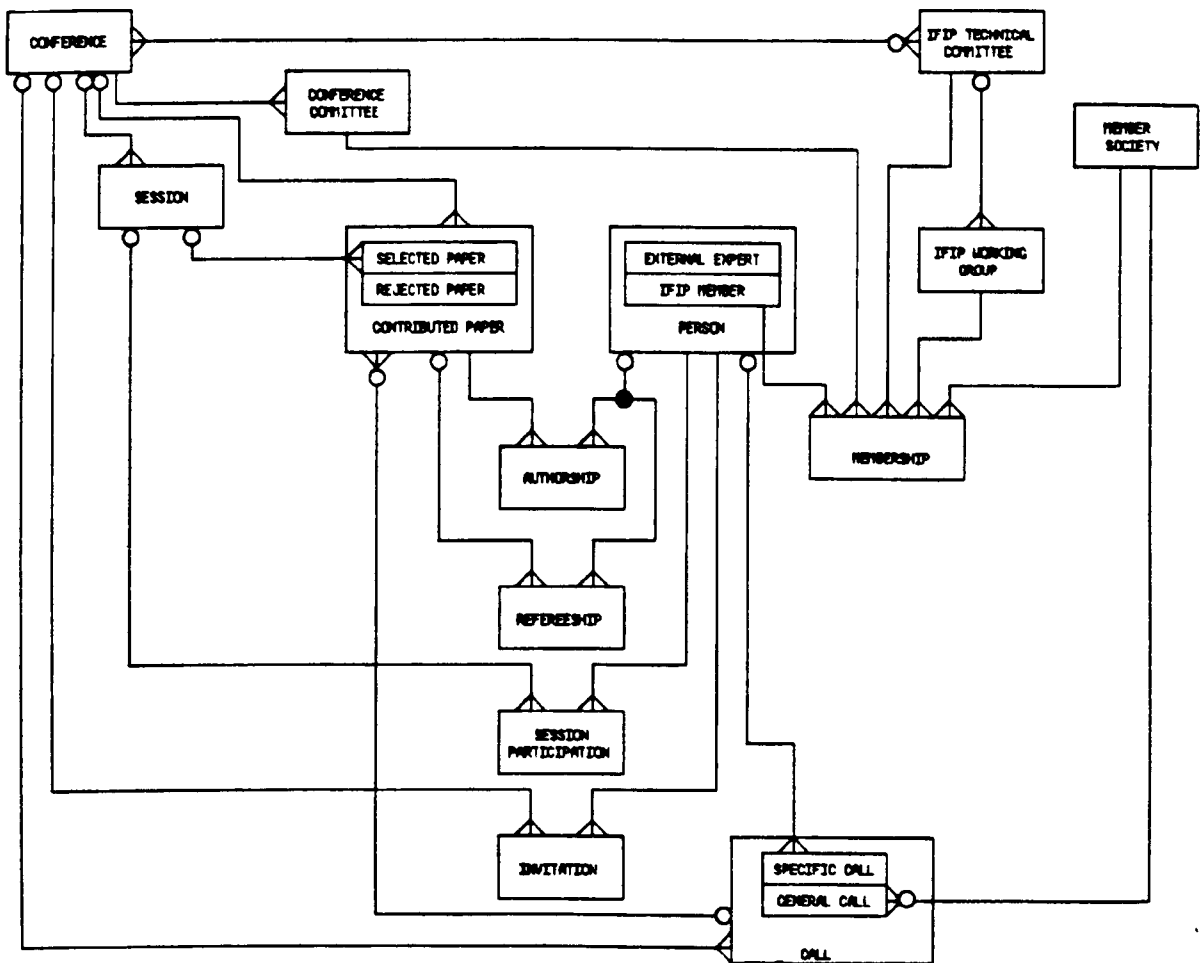 CONFERENCE
IFIP TECHNICAL
COMMITTEE
CONFERENCE
COMMITTEE
MEMBER
SOCIETY
SESSION
SELECTED PAPER
REJECTED PAPER
CONTRIBUTED PAPER
EXTERNAL EXPERT
IFIP MEMBER
PERSON
IFIP WORKING
GROUP
AUTHORSHIP
MEMBERSHIP
REFEREESHIP
SESSION
PARTICIPATION
INVITATION
SPECIFIC CALL
GENERAL CALL
CALL